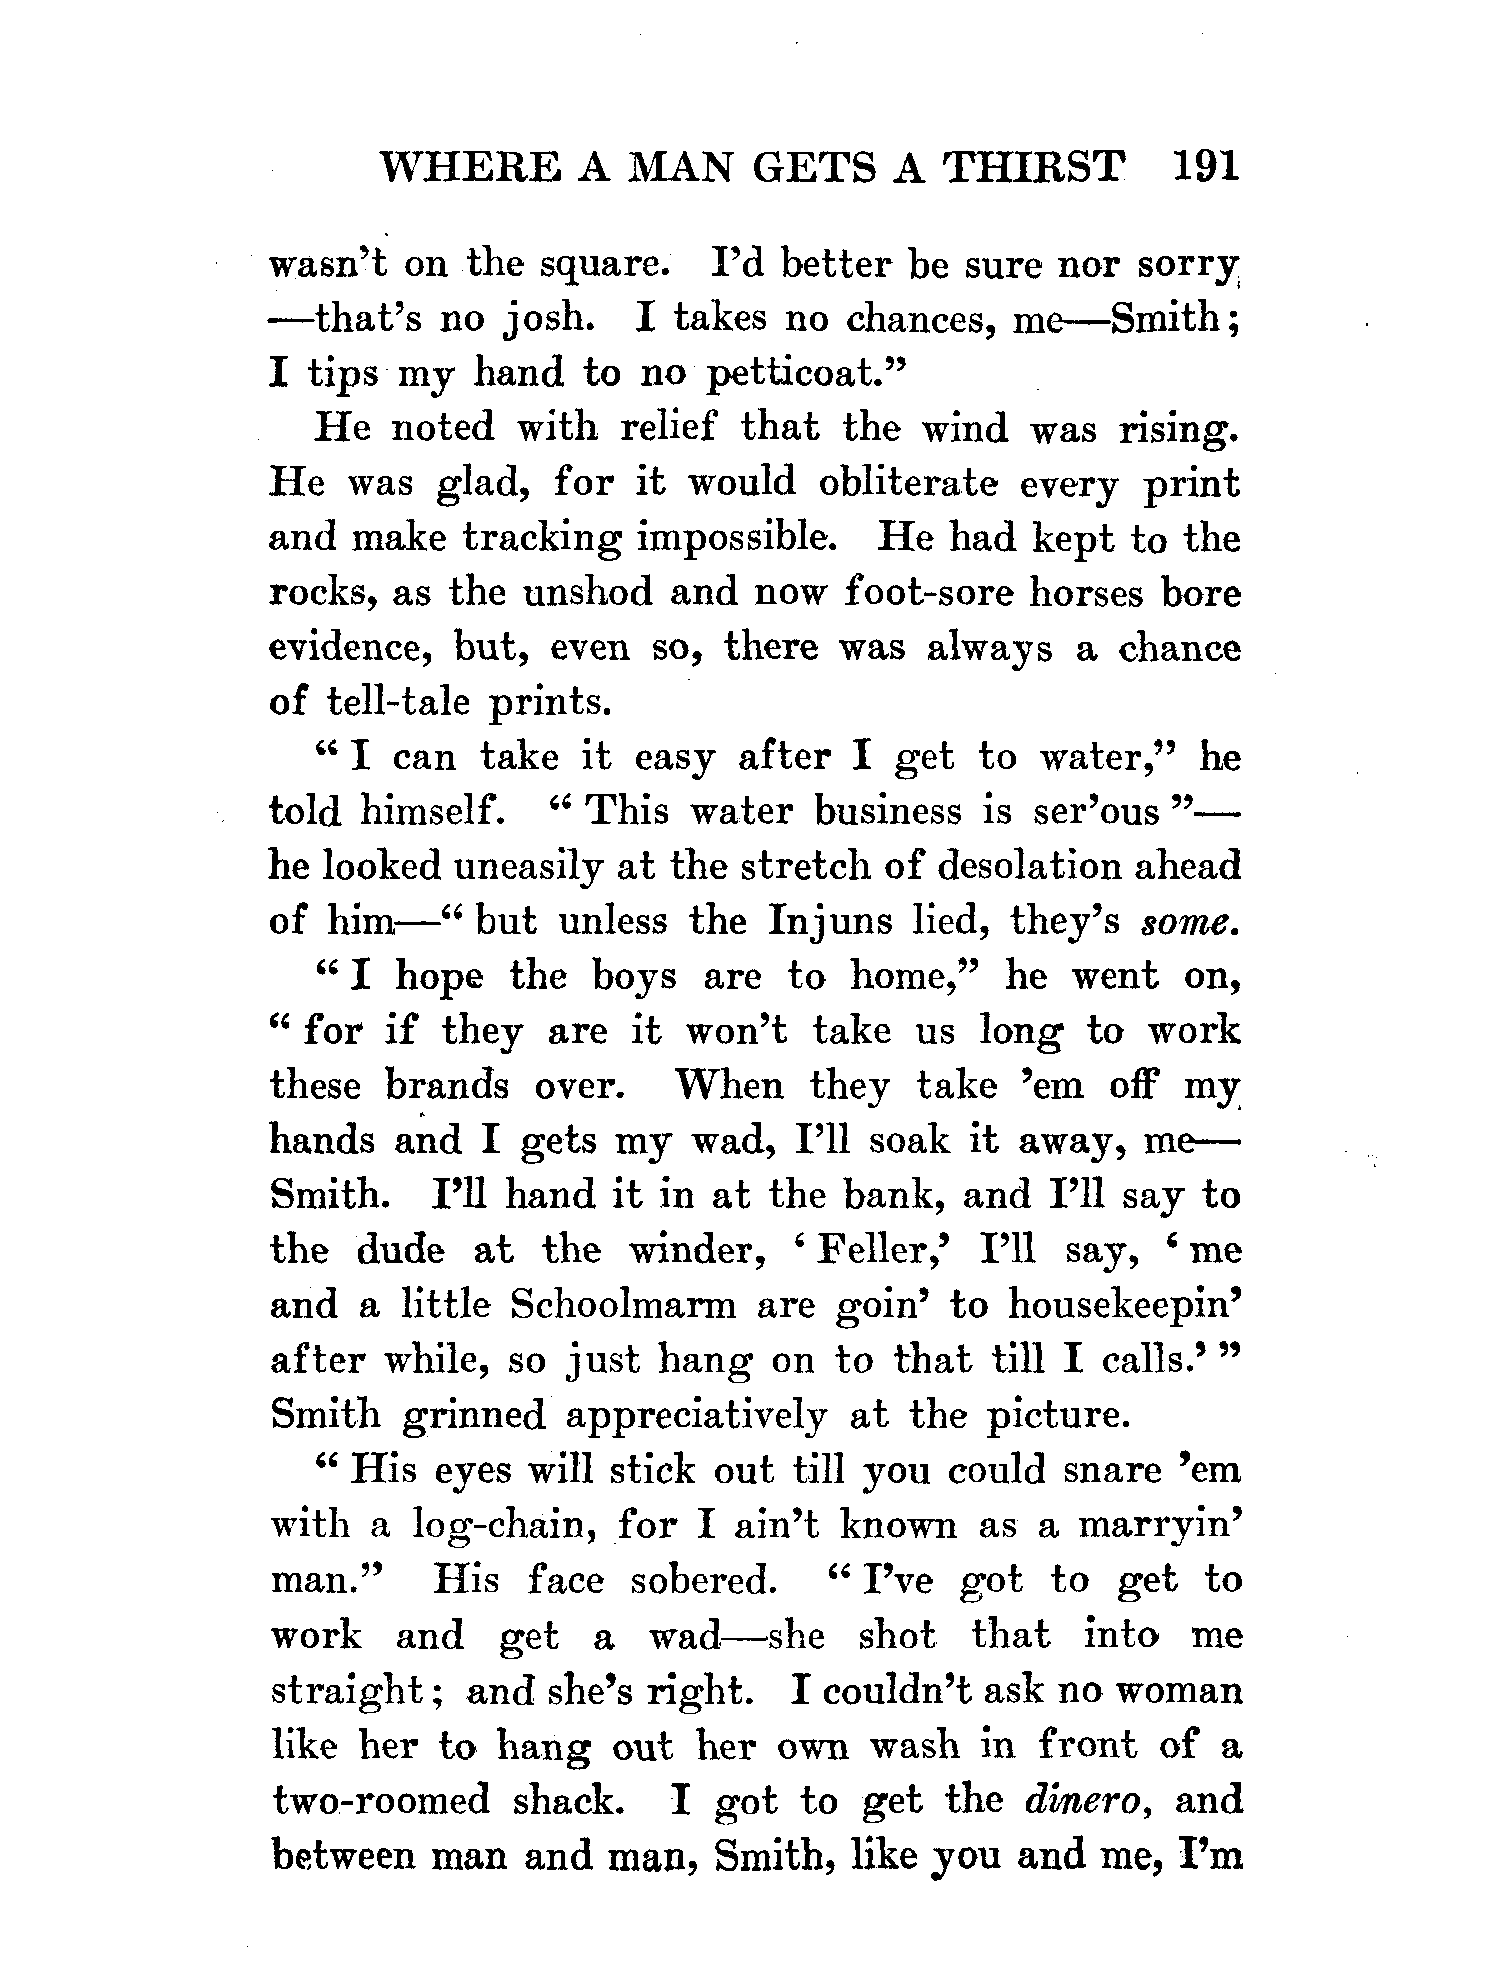 WHERE A MAN GETS A THIRST 191
wasn't on the square. I'd better be sure nor sorry
—that's no josh. I takes no chances, me—Smith;
I tips my hand to no petticoat."
He noted with relief that the wind was rising.
He was glad, for it would obliterate every print
and make tracking impossible. He had kept to the
rocks, as the unshod and now foot-sore horses bore
evidence, but, even so, there was always a chance
of tell-tale prints.
"I can take it easy after I get to water," he
told himself. "This water business is ser'ous"—
he looked uneasily at the stretch of desolation ahead
of him—"but unless the Injuns lied, they's some.
"I hope the boys are to home," he went on,
"for if they are it won't take us long to work
these brands over. When they take 'em off my
hands and I gets my wad, I'll soak it away, me—
Smith. I'll hand it in at the bank, and I'll say to
the dude at the winder, 'Feller,' I'll say, 'me
and a little Schoolmarm are goin' to housekeepin'
after while, so just hang on to that till I calls.'"
Smith grinned appreciatively at the picture.
"His eyes will stick out till you could snare 'em
with a log-chain, for I ain't known as a marryin'
man." His face sobered. "I've got to get to
work and get a wad—she shot that into me
straight; and she's right. I couldn't ask no woman
like her to hang out her own wash in front of a
two-roomed shack. I got to get the dinero, and
between man and man, Smith, like you and me, I'm